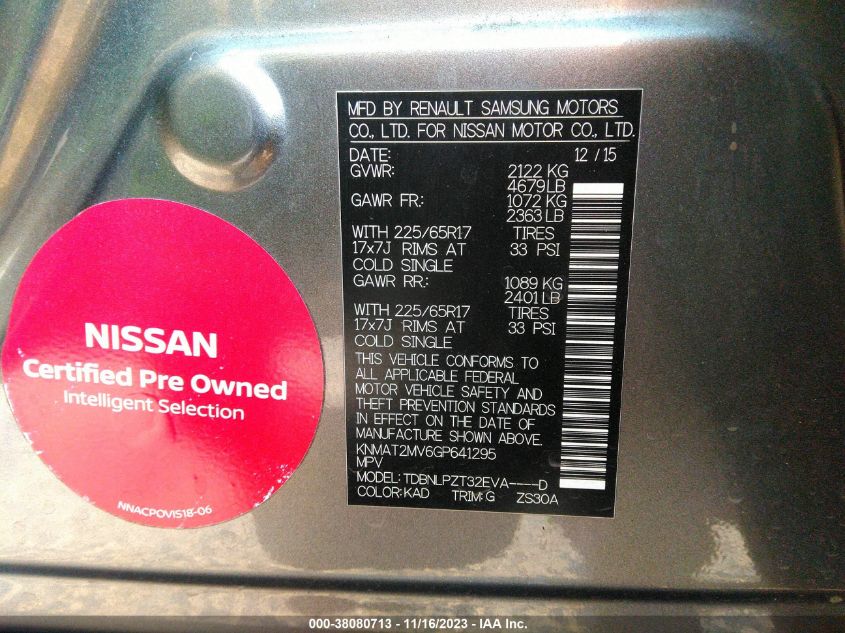 NISSAN
Certified Pre Owned
Intelligent Selection
NNACPOVIS18-06
MFD BY RENAULT SAMSUNG MOTORS
CO., LTD. FOR NISSAN MOTOR CO., LTD.
DATE: 12 / 15
GVWR: 2122 KG
4679 LB
GAWR FR: 1072 KG
2363 LB
WITH 225/65R17 TIRES
17x7J RIMS AT 33 PSI
COLD SINGLE
GAWR RR: 1089 KG
2401 LB
WITH 225/65R17 TIRES
17x7J RIMS AT 33 PSI
COLD SINGLE
THIS VEHICLE CONFORMS TO
ALL APPLICABLE FEDERAL
MOTOR VEHICLE SAFETY AND
THEFT PREVENTION STANDARDS
IN EFFECT ON THE DATE OF
MANUFACTURE SHOWN ABOVE.
KNMAT2MV6GP641295
MPV
MODEL: TDBNLPZT32EVA----D
COLOR: KAD TRIM: G ZS30A
000-38080713 - 11/16/2023 - IAA Inc.